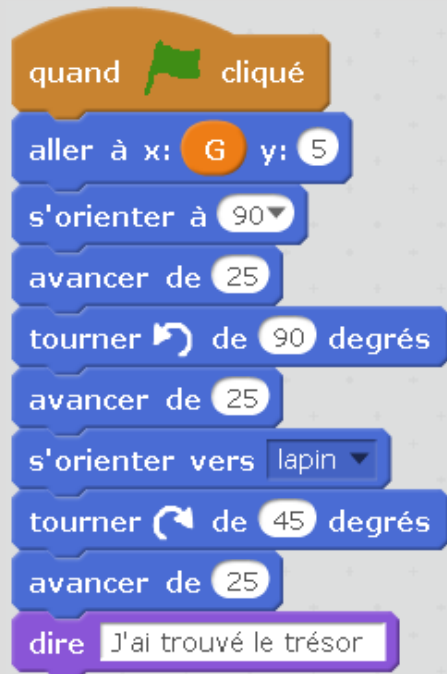 quand cliqué
aller à x: G y: 5
s'orienter à 90
avancer de 25
tourner de 90 degrés
avancer de 25
s'orienter vers lapin
tourner de 45 degrés
avancer de 25
dire J'ai trouvé le trésor